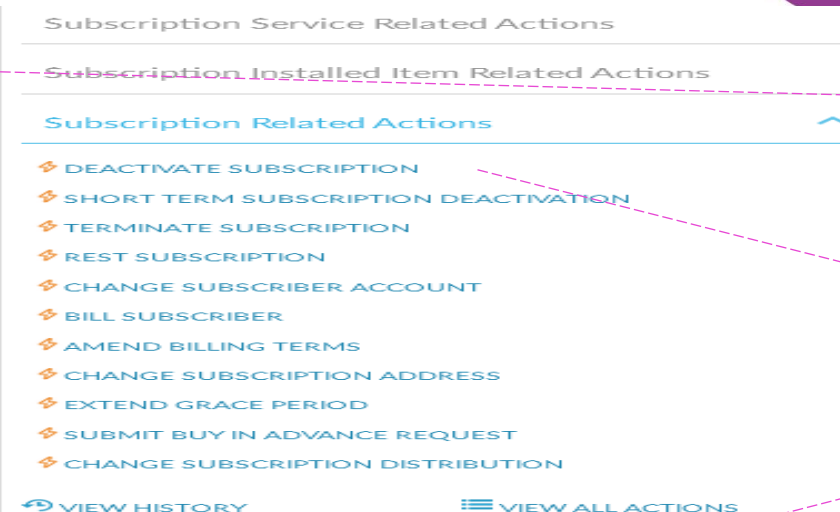 Subscription Service Related Actions
Subscription Installed Item Related Actions
Subscription Related Actions
DEACTIVATE SUBSCRIPTION
SHORT TERM SUBSCRIPTION DEACTIVATION
TERMINATE SUBSCRIPTION
REST SUBSCRIPTION
CHANGE SUBSCRIBER ACCOUNT
BILL SUBSCRIBER
AMEND BILLING TERMS
CHANGE SUBSCRIPTION ADDRESS
EXTEND GRACE PERIOD
SUBMIT BUY IN ADVANCE REQUEST
CHANGE SUBSCRIPTION DISTRIBUTION
VIEW HISTORY VIEW ALL ACTIONS